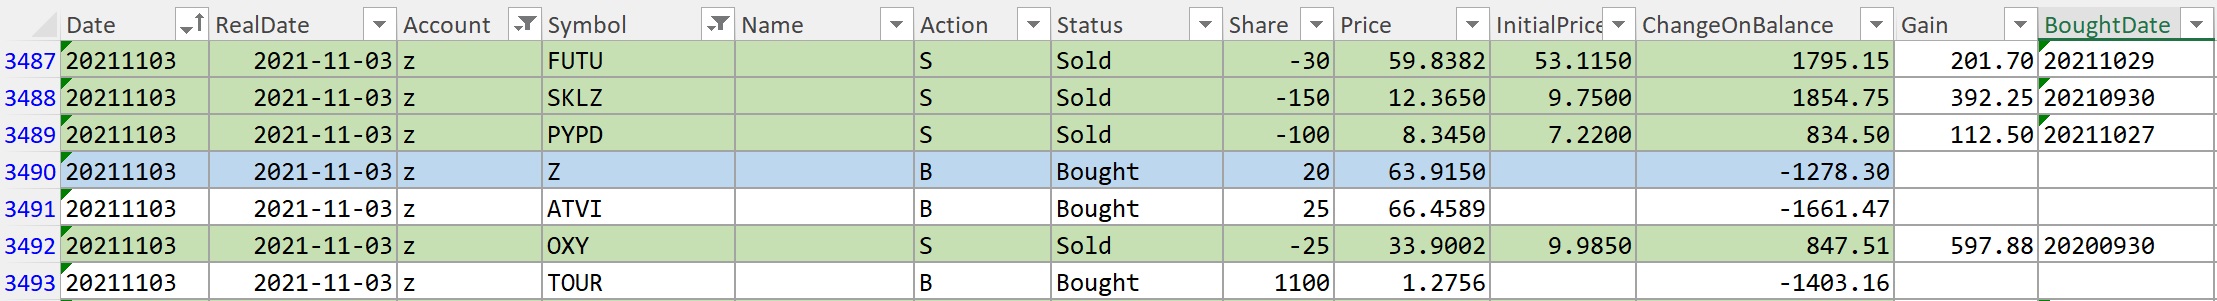 Date RealDate Account Symbol Name Action Status Share Price InitialPrice ChangeOnBalance Gain BoughtDate
3487 20211103 2021-11-03 z FUTU S Sold -30 59.8382 53.1150 1795.15 201.70 20211029
3488 20211103 2021-11-03 z SKLZ S Sold -150 12.3650 9.7500 1854.75 392.25 20210930
3489 20211103 2021-11-03 z PYPD S Sold -100 8.3450 7.2200 834.50 112.50 20211027
3490 20211103 2021-11-03 z Z B Bought 20 63.9150 -1278.30
3491 20211103 2021-11-03 z ATVI B Bought 25 66.4589 -1661.47
3492 20211103 2021-11-03 z OXY S Sold -25 33.9002 9.9850 847.51 597.88 20200930
3493 20211103 2021-11-03 z TOUR B Bought 1100 1.2756 -1403.16